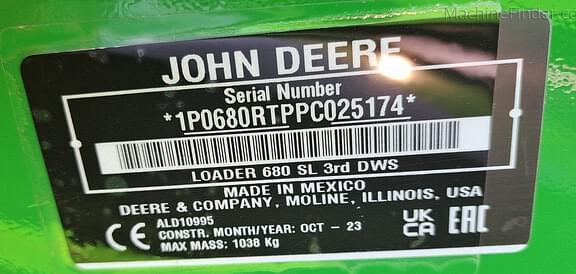 MachineFinder.co
JOHN DEERE
Serial Number
*1P0680RTPPC025174*
LOADER 680 SL 3rd DWS
MADE IN MEXICO
DEERE & COMPANY, MOLINE, ILLINOIS, USA
ALD10995
CONSTR. MONTH/YEAR: OCT - 23
MAX MASS: 1038 Kg
CE
UK
CA
EAC